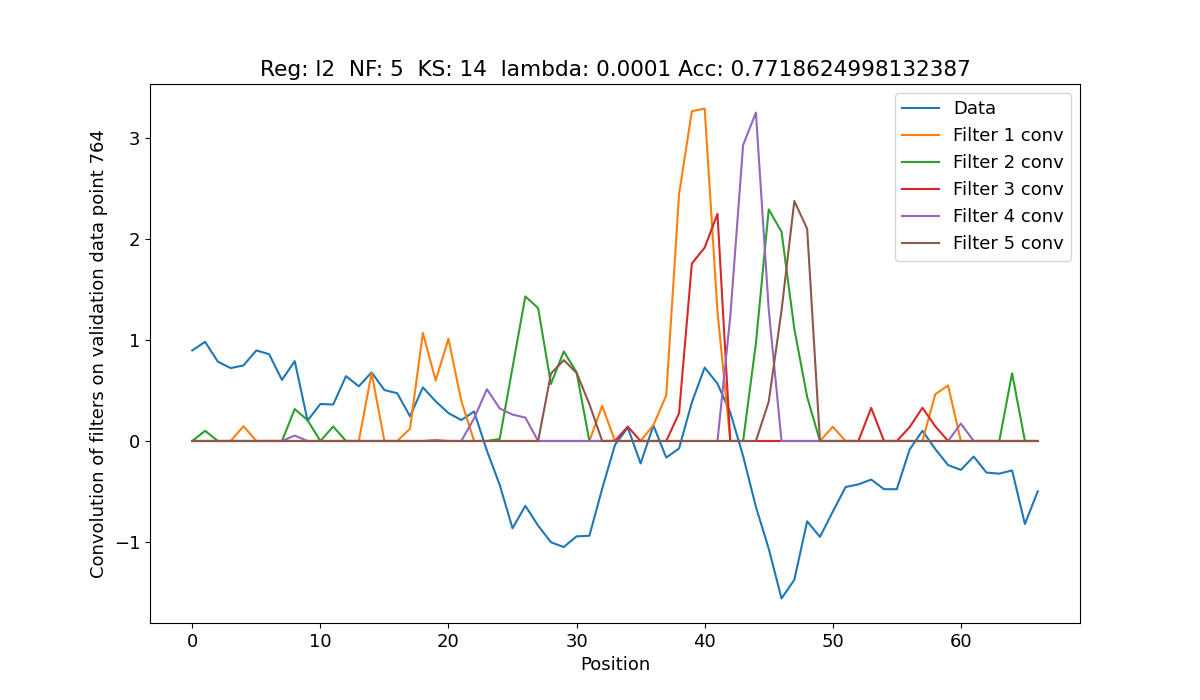 Reg: l2  NF: 5  KS: 14  lambda: 0.0001 Acc: 0.7718624998132387
Convolution of filters on validation data point 764
3
2
1
0
−1
Data
Filter 1 conv
Filter 2 conv
Filter 3 conv
Filter 4 conv
Filter 5 conv
0 10 20 30 40 50 60
Position